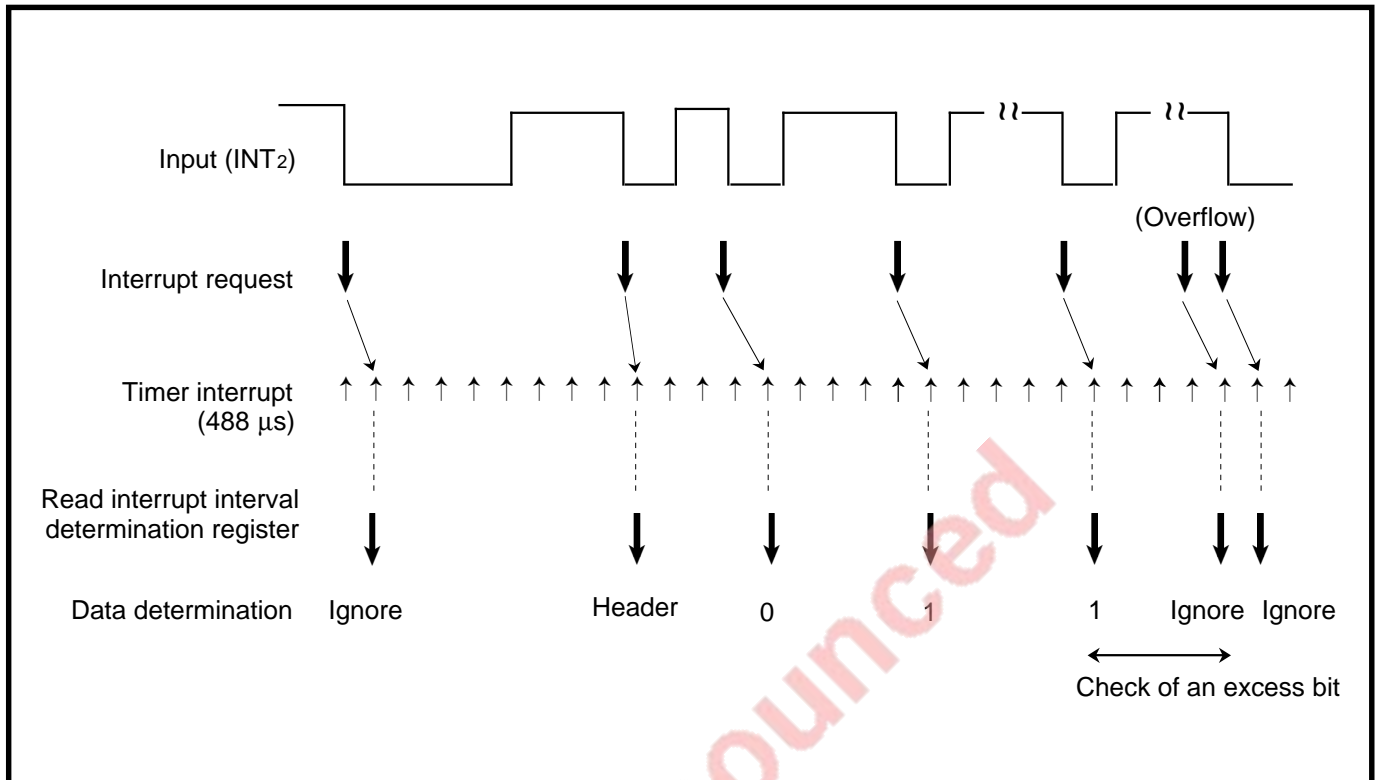 Input (INT2)
(Overflow)
Interrupt request
Timer interrupt
(488 µs)
Read interrupt interval
determination register
Data determination Ignore Header 0 1 1 Ignore Ignore
Check of an excess bit
ounced